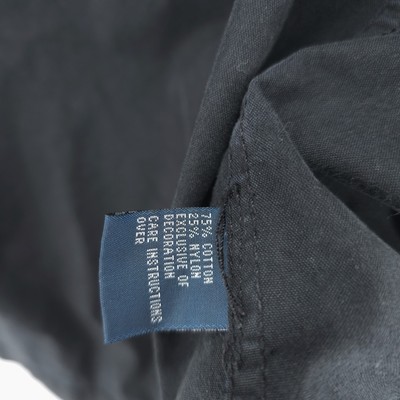 75% COTTON
25% NYLON
EXCLUSIVE OF
DECORATION
CARE INSTRUCTIONS
OVER